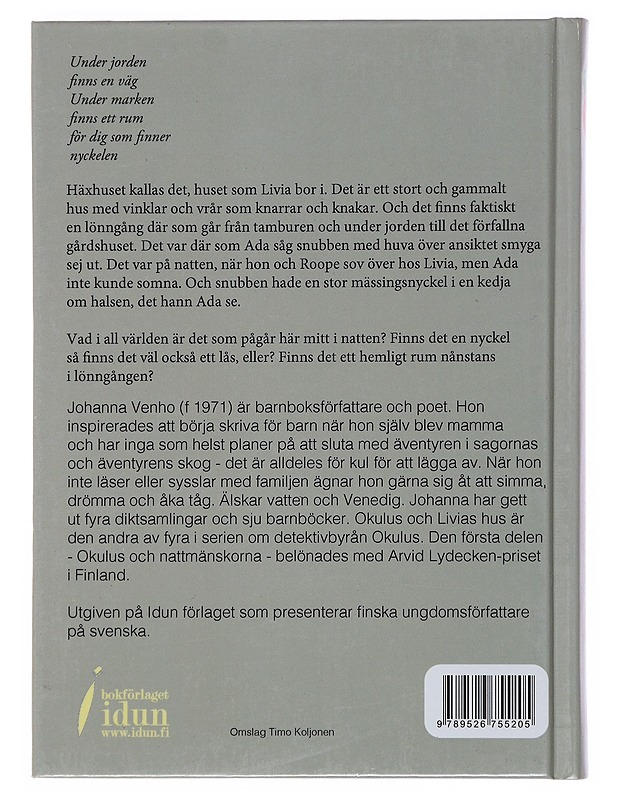 Under jorden
finns en väg
Under marken
finns ett rum
för dig som finner
nyckelen
Häxhuset kallas det, huset som Livia bor i. Det är ett stort och gammalt
hus med vinklar och vrår som knarrar och knakar. Och det finns faktiskt
en lönngång där som går från tamburen och under jorden till det förfallna
gårdshuset. Det var där som Ada såg snubben med huva över ansiktet smyga
sej ut. Det var på natten, när hon och Roope sov över hos Livia, men Ada
inte kunde somna. Och snubben hade en stor mässingsnyckel i en kedja
om halsen, det hann Ada se.
Vad i all världen är det som pågår här mitt i natten? Finns det en nyckel
så finns det väl också ett lås, eller? Finns det ett hemligt rum nånstans
i lönngången?
Johanna Venho (f 1971) är barnboksförfattare och poet. Hon
inspirerades att börja skriva för barn när hon själv blev mamma
och har inga som helst planer på att sluta med äventyren i sagornas
och äventyrens skog - det är alldeles för kul för att lägga av. När hon
inte läser eller sysslar med familjen ägnar hon gärna sig åt att simma,
drömma och åka tåg. Älskar vatten och Venedig. Johanna har gett
ut fyra diktsamlingar och sju barnböcker. Okulus och Livias hus är
den andra av fyra i serien om detektivbyrån Okulus. Den första delen
- Okulus och nattmänskorna - belönades med Arvid Lydecken-priset
i Finland.
Utgiven på Idun förlaget som presenterar finska ungdomsförfattare
på svenska.
bokförlaget
idun
www.idun.fi
Omslag Timo Koljonen
9 789526 755205